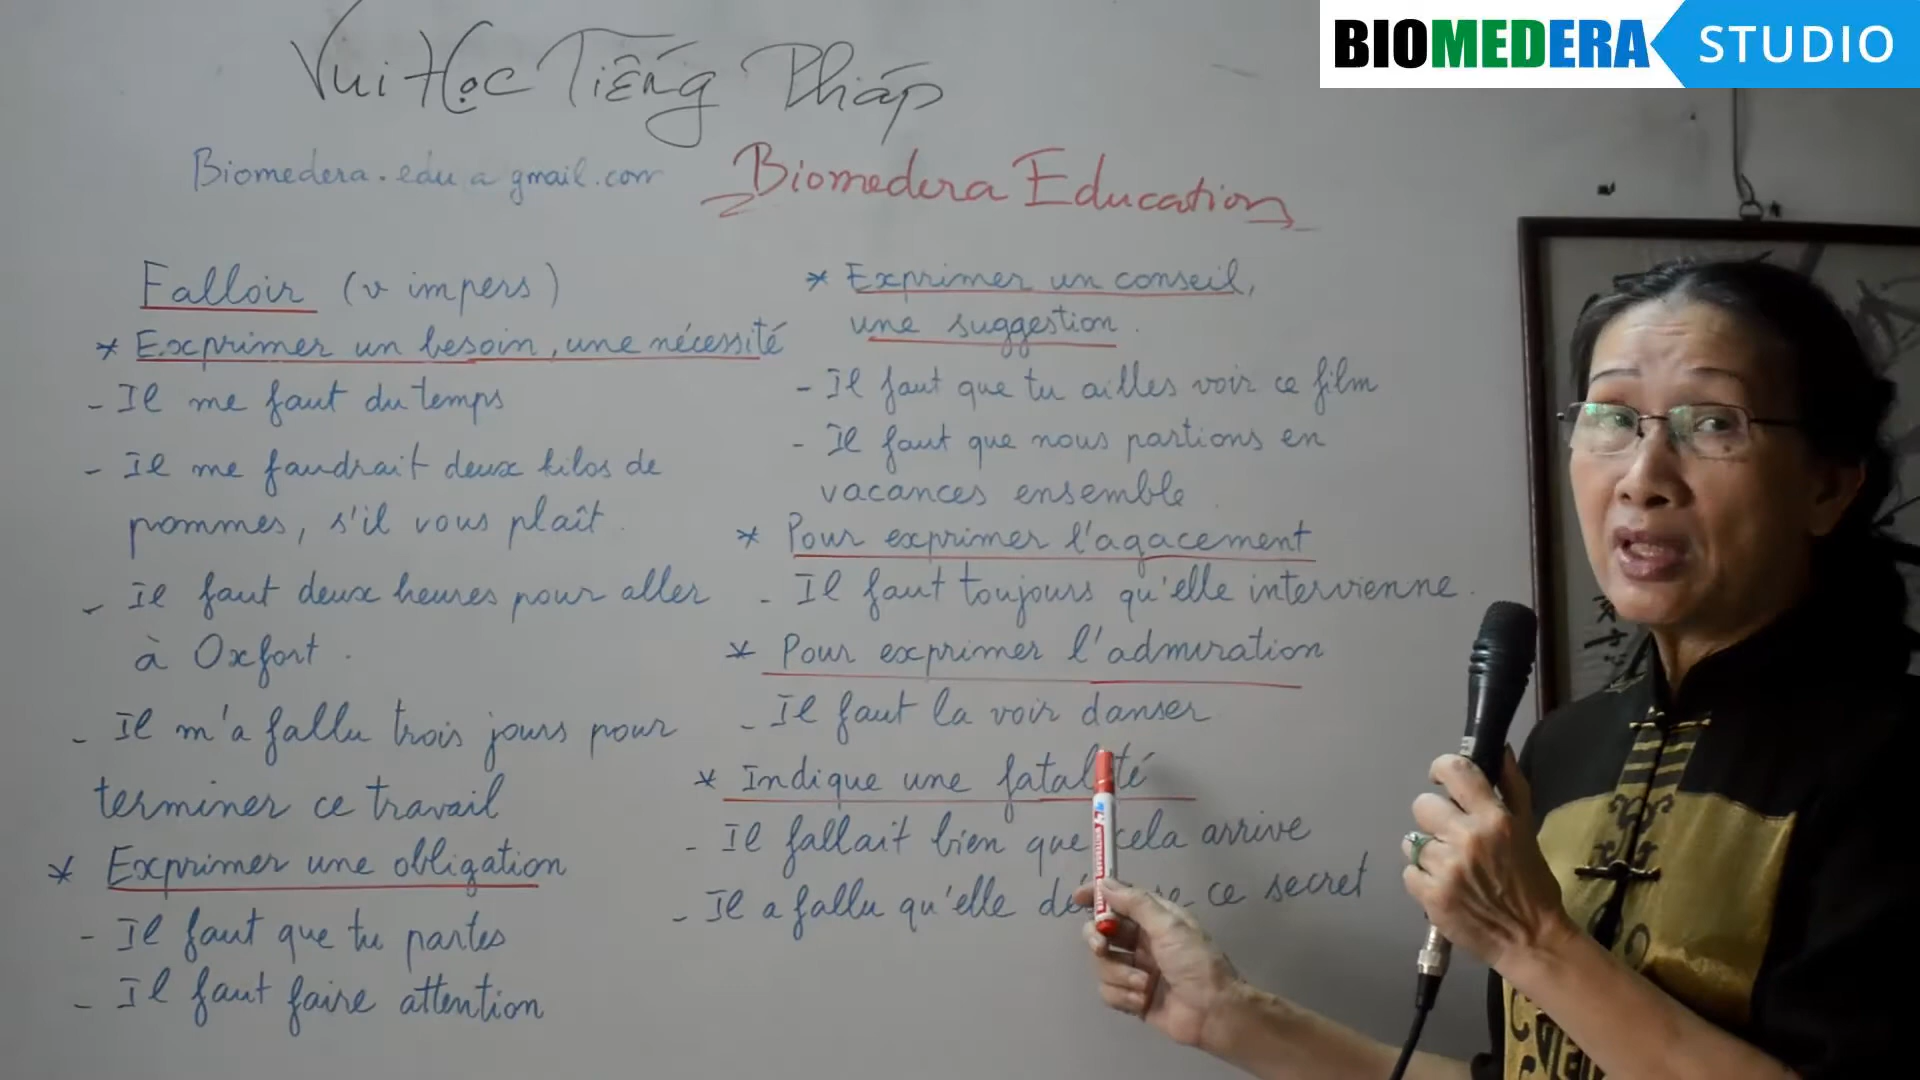 BIOMEDERA STUDIO
Vui Học Tiếng Pháp
Biomedera.edu a gmail.com
Biomedera Education
Falloir (v impers)
* Exprimer un besoin, une nécessité
- Il me faut du temps
- Il me faudrait deux kilos de
pommes, s'il vous plaît.
- Il faut deux heures pour aller
à Oxfort.
- Il m'a fallu trois jours pour
terminer ce travail
* Exprimer une obligation
- Il faut que tu partes
- Il faut faire attention
* Exprimer un conseil,
une suggestion.
- Il faut que tu ailles voir ce film
- Il faut que nous partions en
vacances ensemble.
* Pour exprimer l'agacement
- Il faut toujours qu'elle intervienne.
* Pour exprimer l'admiration
- Il faut la voir danser
* Indique une fatalité
- Il fallait bien que cela arrive
- Il a fallu qu'elle ce secret